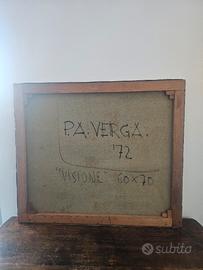 P.A. VERGA.
'72
"VISIONE" 60x70
subito